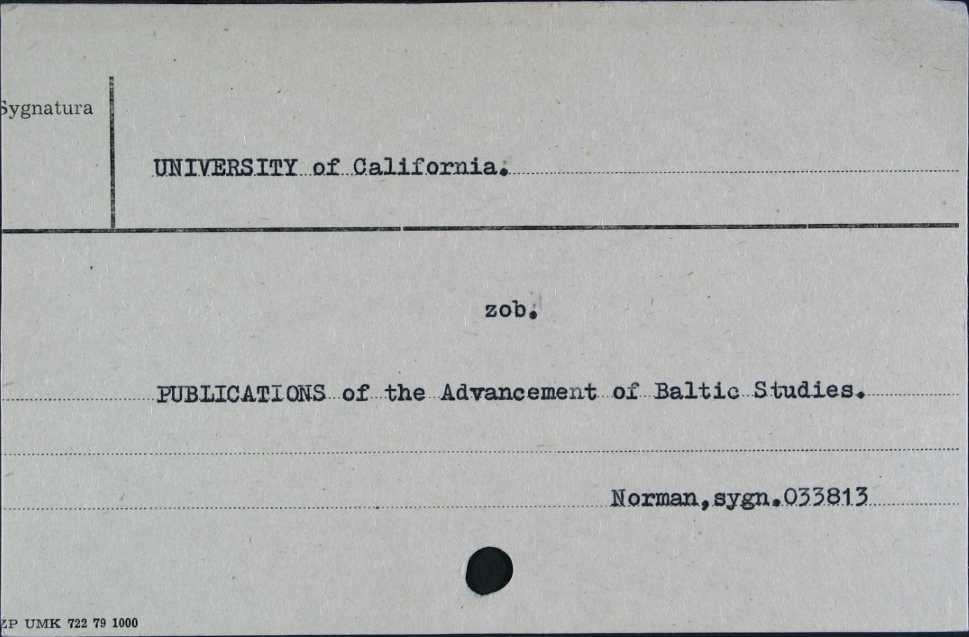 Sygnatura
UNIVERSITY of California.
zob.
PUBLICATIONS of the Advancement of Baltic Studies.
Norman,sygn.033813
ZP UMK 722 79 1000